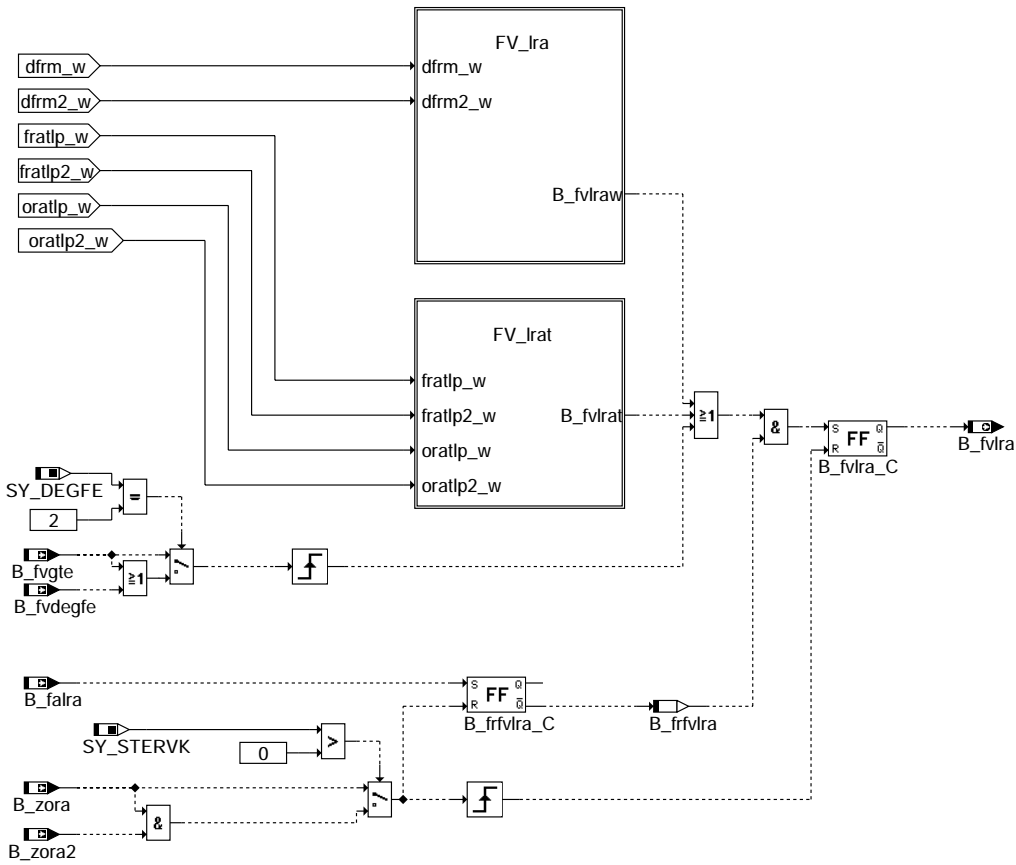 FV_lra
dfrm_w
dfrm_w
dfrm2_w
dfrm2_w
fratlp_w
fratlp2_w
B_fvlraw
oratlp_w
oratlp2_w
FV_lrat
fratlp_w
fratlp2_w
B_fvlrat
≥1
&
S Q
FF
R Q̅
B_fvlra_C
B_fvlra
oratlp_w
oratlp2_w
SY_DEGFE
=
2
B_fvgte
≥1
B_fvdegfe
B_falra
S Q
FF
R Q̅
B_frfvlra_C
B_frfvlra
SY_STERVK
>
0
B_zora
&
B_zora2